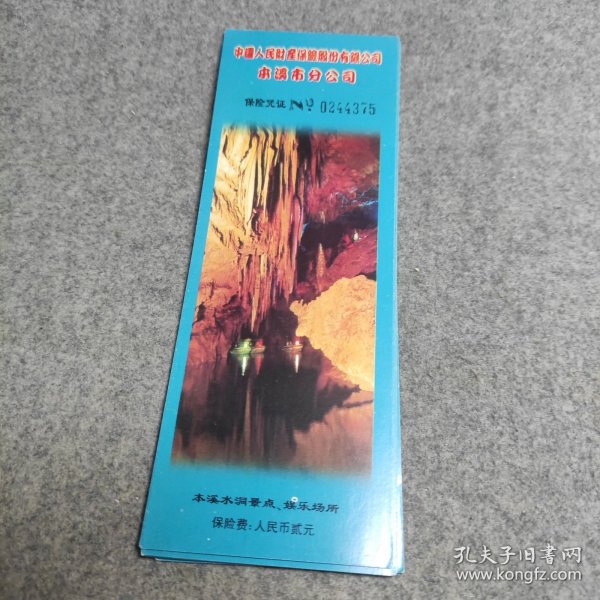 中国人民财产保险股份有限公司
本溪市分公司
保险凭证 № 0244375
本溪水洞景点、娱乐场所
保险费:人民币贰元
孔夫子旧书网
www.kongfz.com